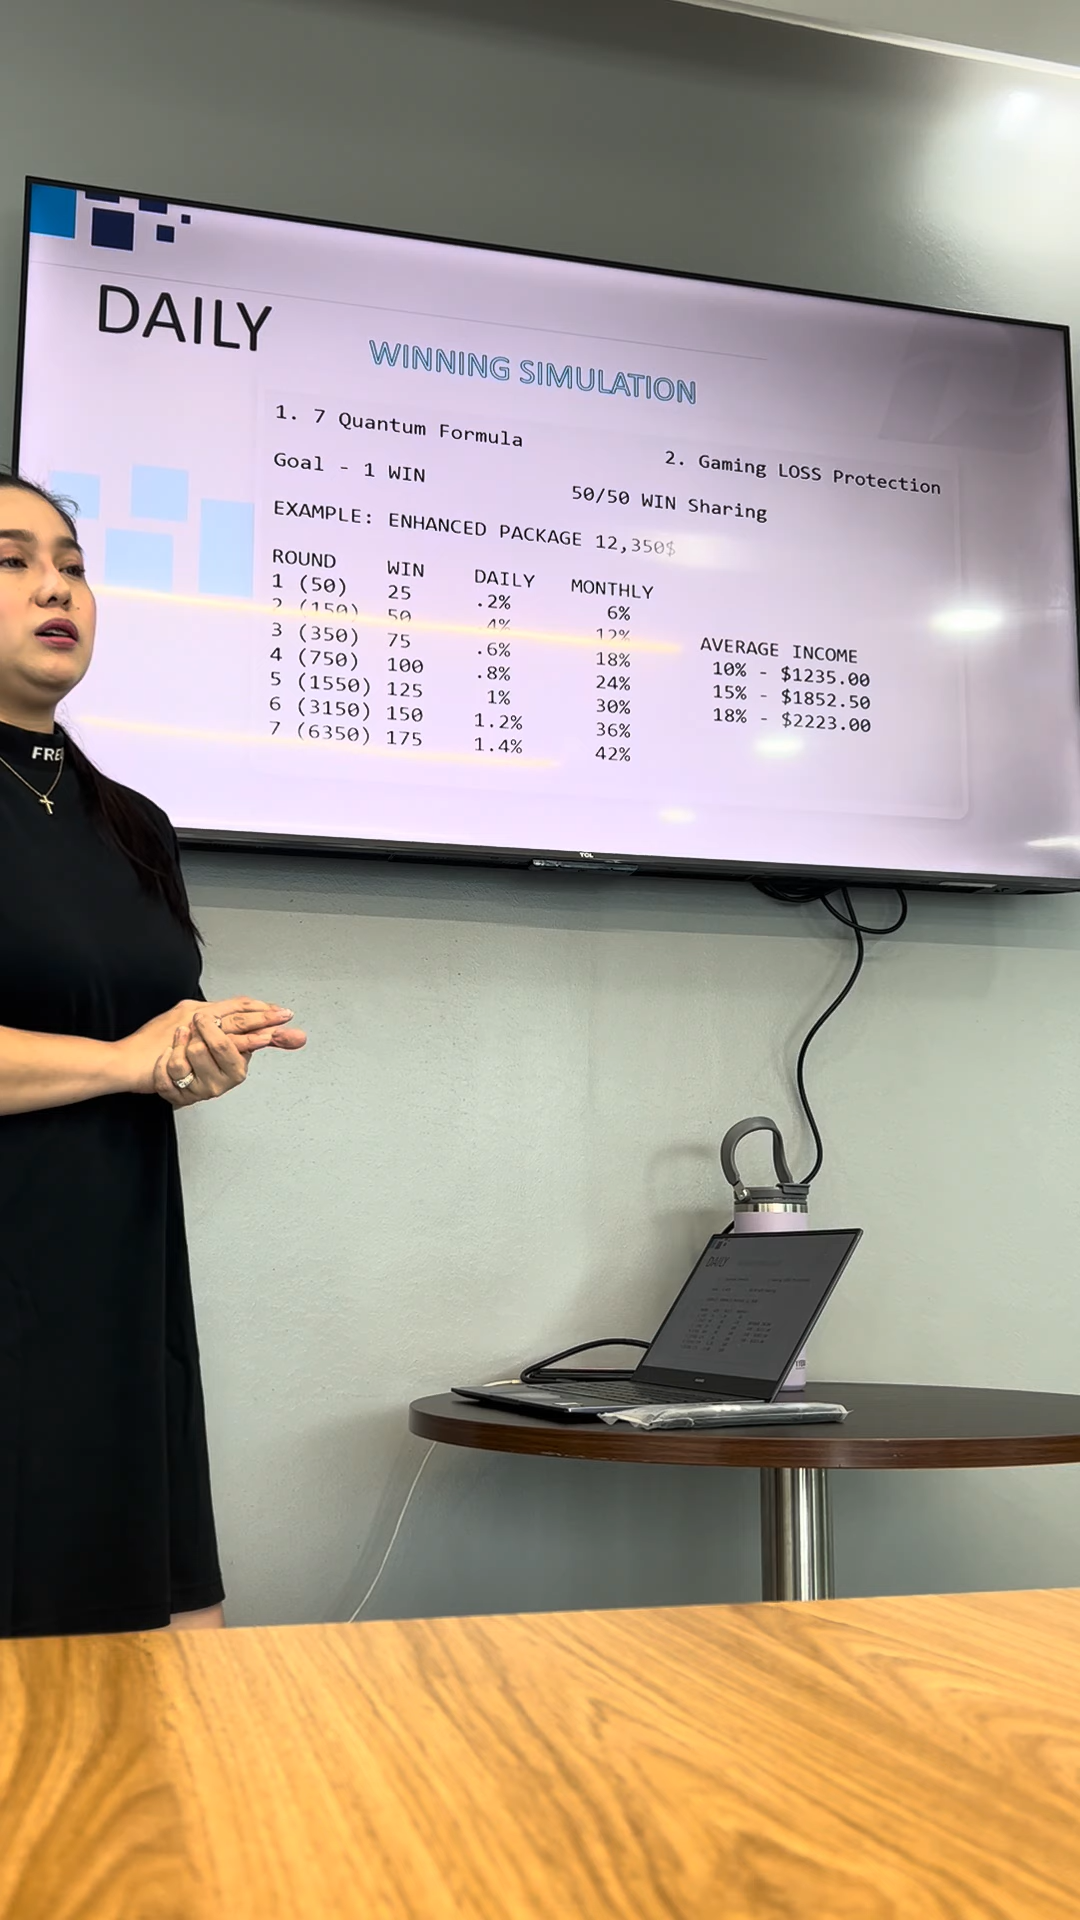 DAILY
WINNING SIMULATION
1. 7 Quantum Formula
2. Gaming LOSS Protection
Goal - 1 WIN
50/50 WIN Sharing
EXAMPLE: ENHANCED PACKAGE 12,350$
ROUND WIN DAILY MONTHLY
1 (50) 25 .2% 6%
2 (150) 50 .4% 12%
3 (350) 75 .6% 18%
4 (750) 100 .8% 24%
5 (1550) 125 1% 30%
6 (3150) 150 1.2% 36%
7 (6350) 175 1.4% 42%
AVERAGE INCOME
10% - $1235.00
15% - $1852.50
18% - $2223.00
TCL
DAILY